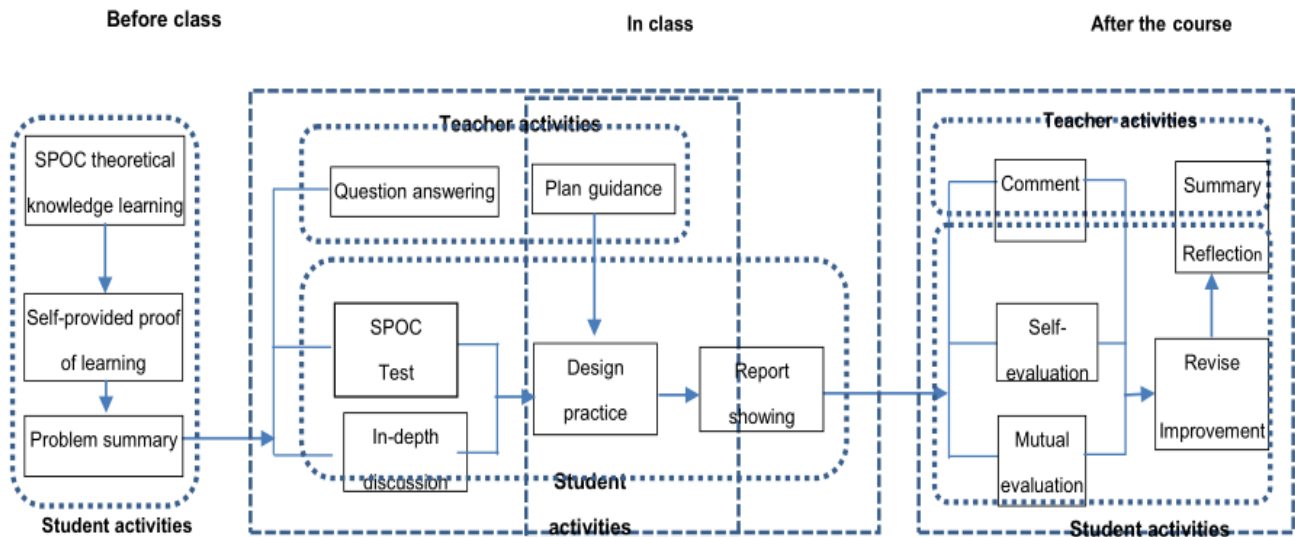 Before class
In class
After the course
SPOC theoretical
knowledge learning
Self-provided proof
of learning
Problem summary
Student activities
Teacher activities
Question answering
Plan guidance
SPOC
Test
In-depth
discussion
Design
practice
Report
showing
Student
activities
Teacher activities
Comment
Summary
Reflection
Self-
evaluation
Mutual
evaluation
Revise
Improvement
Student activities